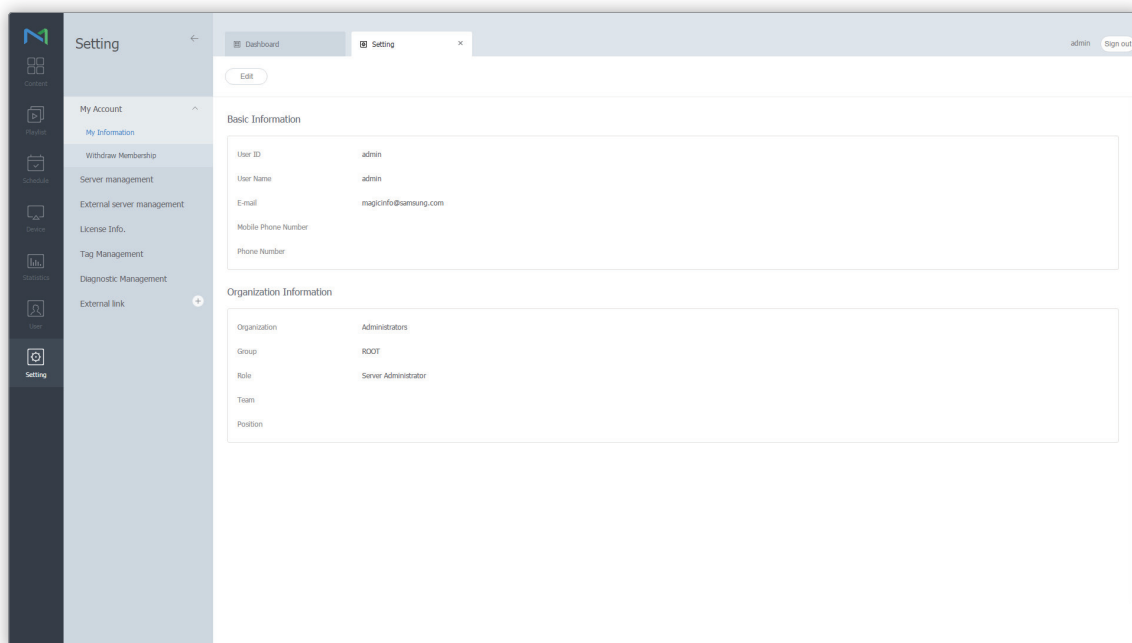 Content
Playlist
Schedule
Device
Statistics
User
Setting
Setting
My Account
My Information
Withdraw Membership
Server management
External server management
License Info.
Tag Management
Diagnostic Management
External link
Dashboard
Setting
admin Sign out
Edit
Basic Information
User ID admin
User Name admin
E-mail magicinfo@samsung.com
Mobile Phone Number
Phone Number
Organization Information
Organization Administrators
Group ROOT
Role Server Administrator
Team
Position